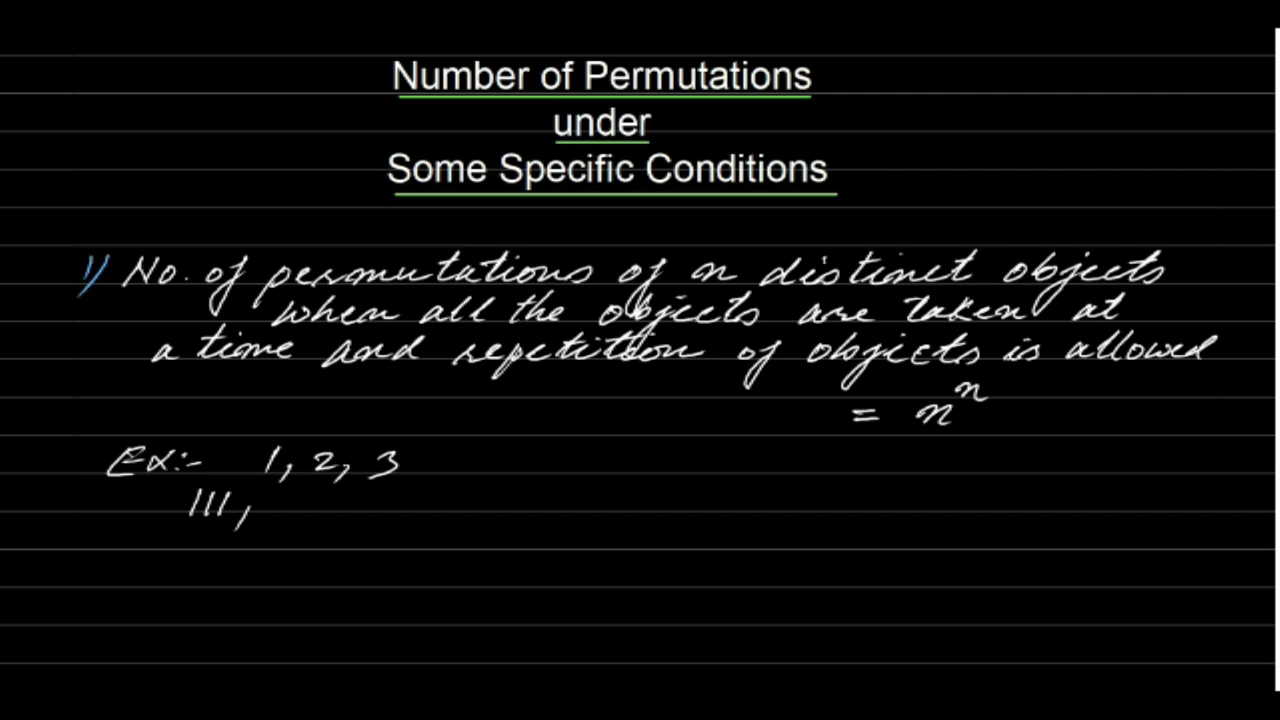 Number of Permutations
under
Some Specific Conditions
1) No. of permutations of n distinct objects
when all the objects are taken at
a time and repetition of objects is allowed
= n^n
Ex:- 1, 2, 3
111,